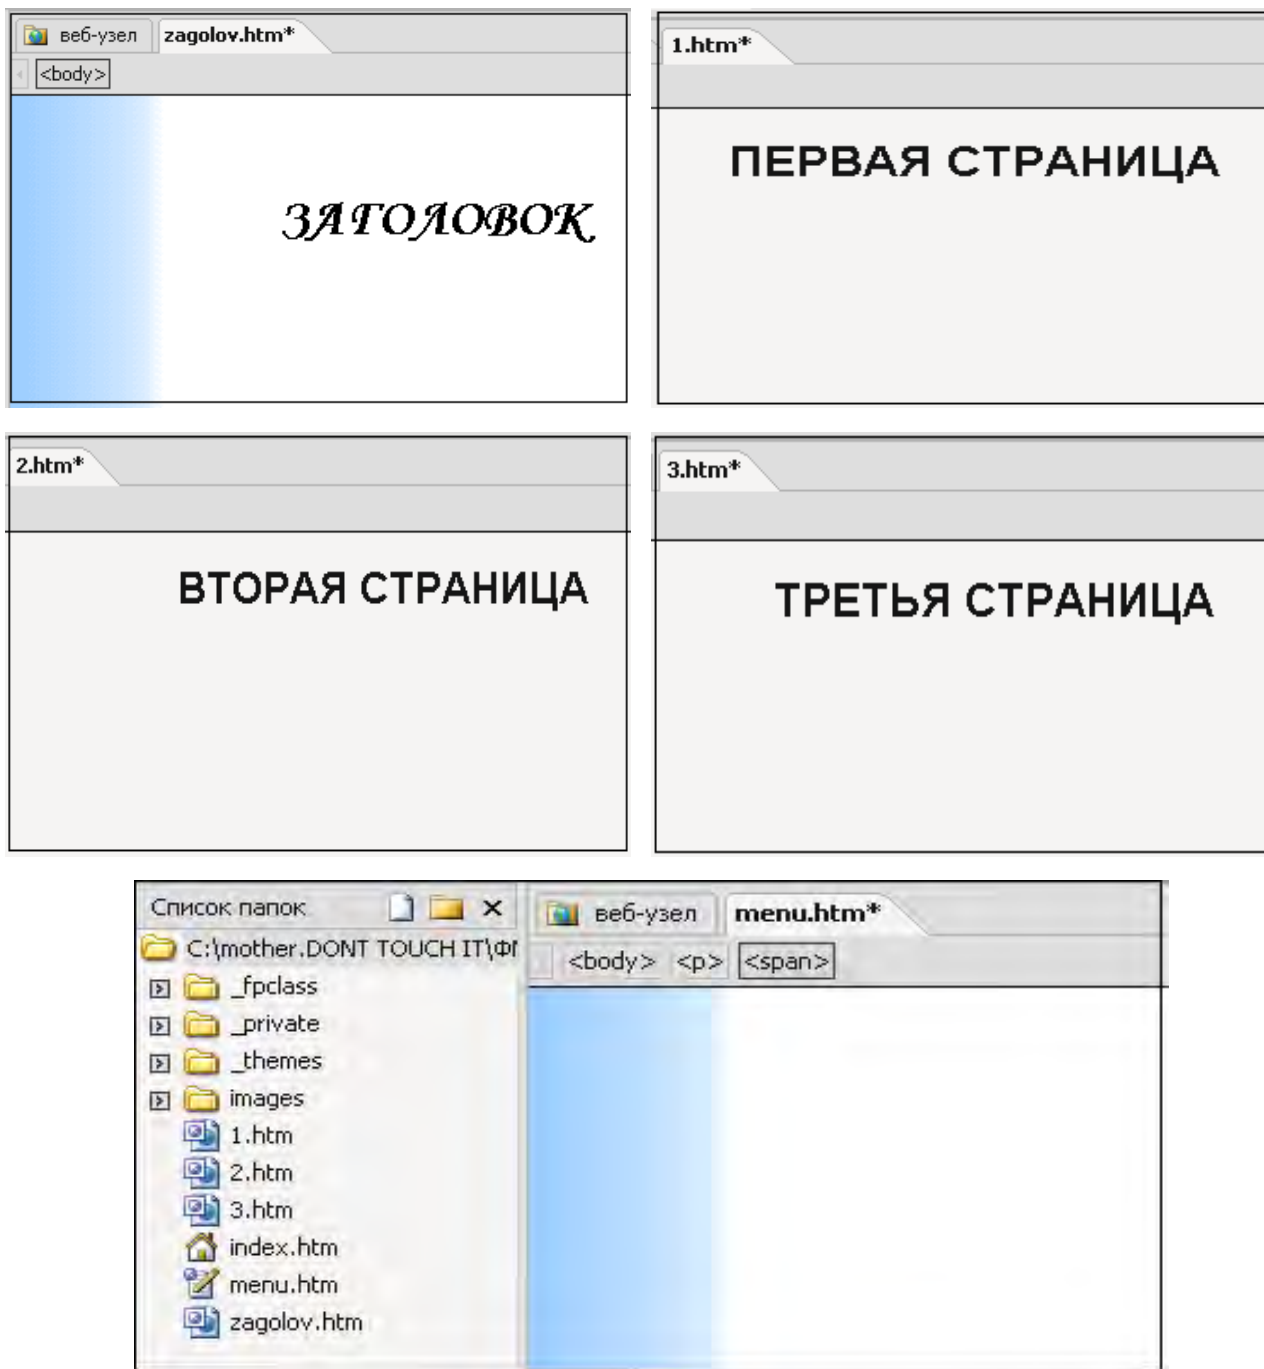 веб-узел zagolov.htm*
<body>
ЗАГОЛОВОК
1.htm*
ПЕРВАЯ СТРАНИЦА
2.htm*
ВТОРАЯ СТРАНИЦА
3.htm*
ТРЕТЬЯ СТРАНИЦА
Список папок
C:\mother.DONT TOUCH IT\ФГ
_fpclass
_private
_themes
images
1.htm
2.htm
3.htm
index.htm
menu.htm
zagolov.htm
веб-узел menu.htm*
<body> <p> <span>